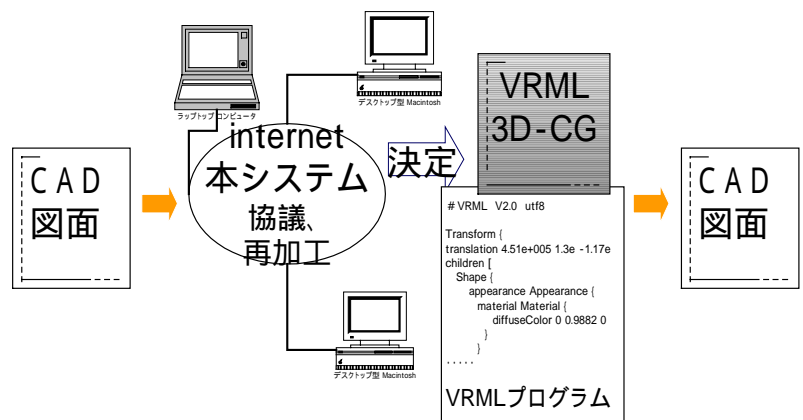 CAD
図面
ラップトップ コンピュータ
デスクトップ型 Macintosh
internet
本システム
協議、
再加工
デスクトップ型 Macintosh
決定
VRML
3D-CG
# VRML V2.0 utf8
Transform {
translation 4.51e+005 1.3e -1.17e
children [
Shape {
appearance Appearance {
material Material {
diffuseColor 0 0.9882 0
}
}
.....
VRMLプログラム
CAD
図面